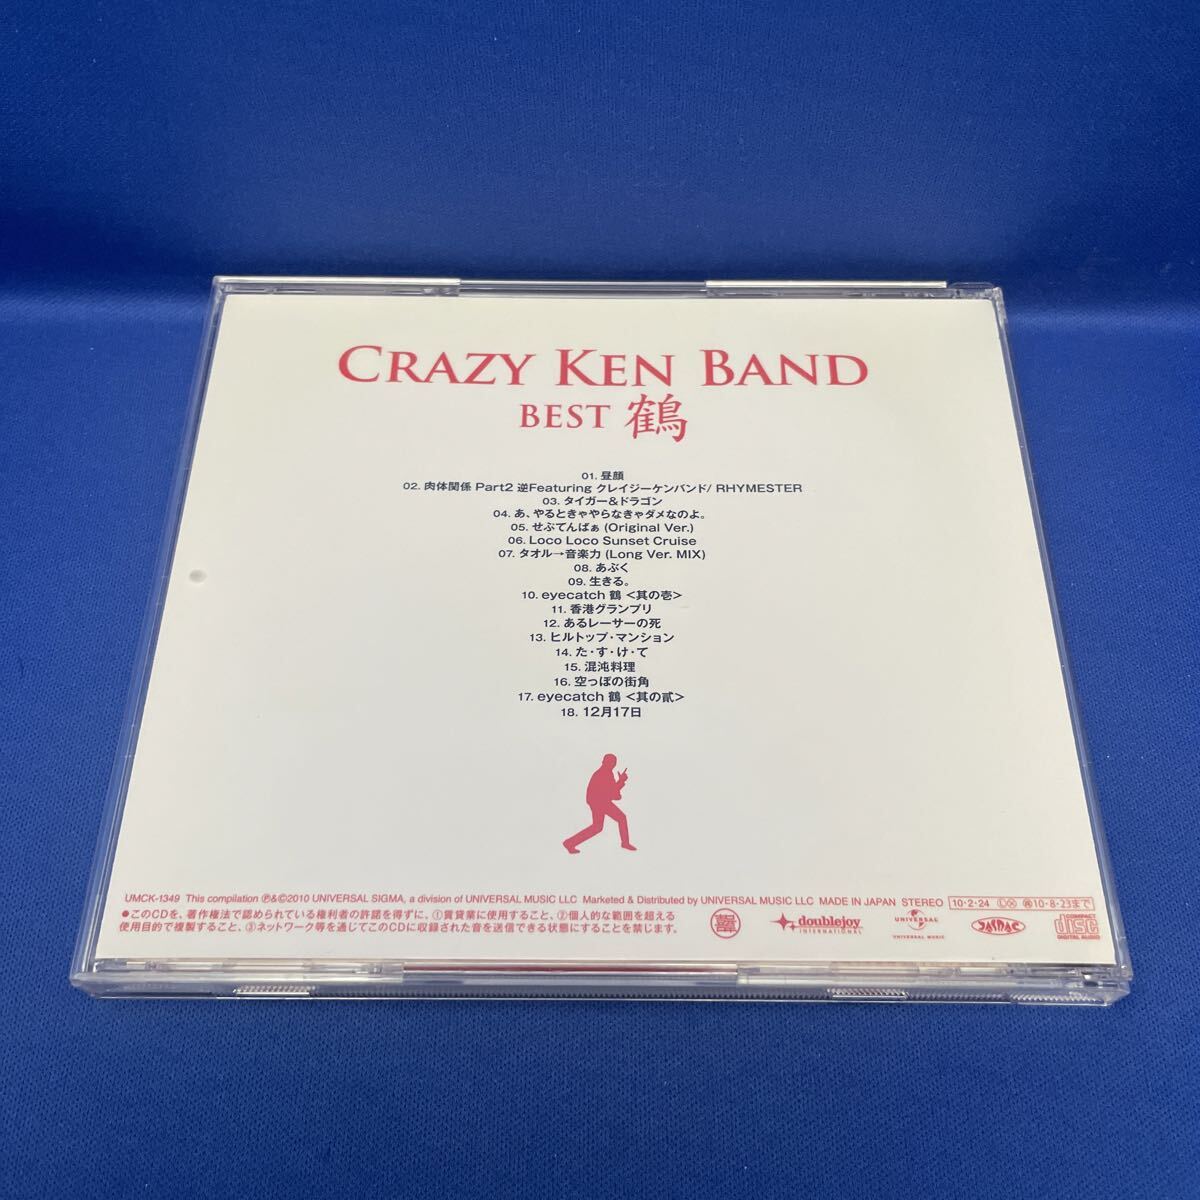 CRAZY KEN BAND
BEST 鶴
01. 昼顔
02. 肉体関係 Part2 逆Featuring クレイジーケンバンド/ RHYMESTER
03. タイガー&ドラゴン
04. あ、やるときゃやらなきゃダメなのよ。
05. せぷてんばぁ (Original Ver.)
06. Loco Loco Sunset Cruise
07. タオル→音楽力 (Long Ver. MIX)
08. あぶく
09. 生きる。
10. eyecatch 鶴 <其の壱>
11. 香港グランプリ
12. あるレーサーの死
13. ヒルトップ・マンション
14. た・す・け・て
15. 混沌料理
16. 空っぽの街角
17. eyecatch 鶴 <其の貳>
18. 12月17日
UMCK-1349 This compilation ℗&©2010 UNIVERSAL SIGMA, a division of UNIVERSAL MUSIC LLC Marketed & Distributed by UNIVERSAL MUSIC LLC MADE IN JAPAN STEREO 10・2・24 Ⓛ Ⓧ 再10・8・23まで
●このCDを、著作権法で認められている権利者の許諾を得ずに、①賃貸業に使用すること、②個人的な範囲を超える
使用目的で複製すること、③ネットワーク等を通じてこのCDに収録された音を送信できる状態にすることを禁じます。
doublejoy
INTERNATIONAL
UNIVERSAL
UNIVERSAL MUSIC
JASRAC
COMPACT
disc
DIGITAL AUDIO